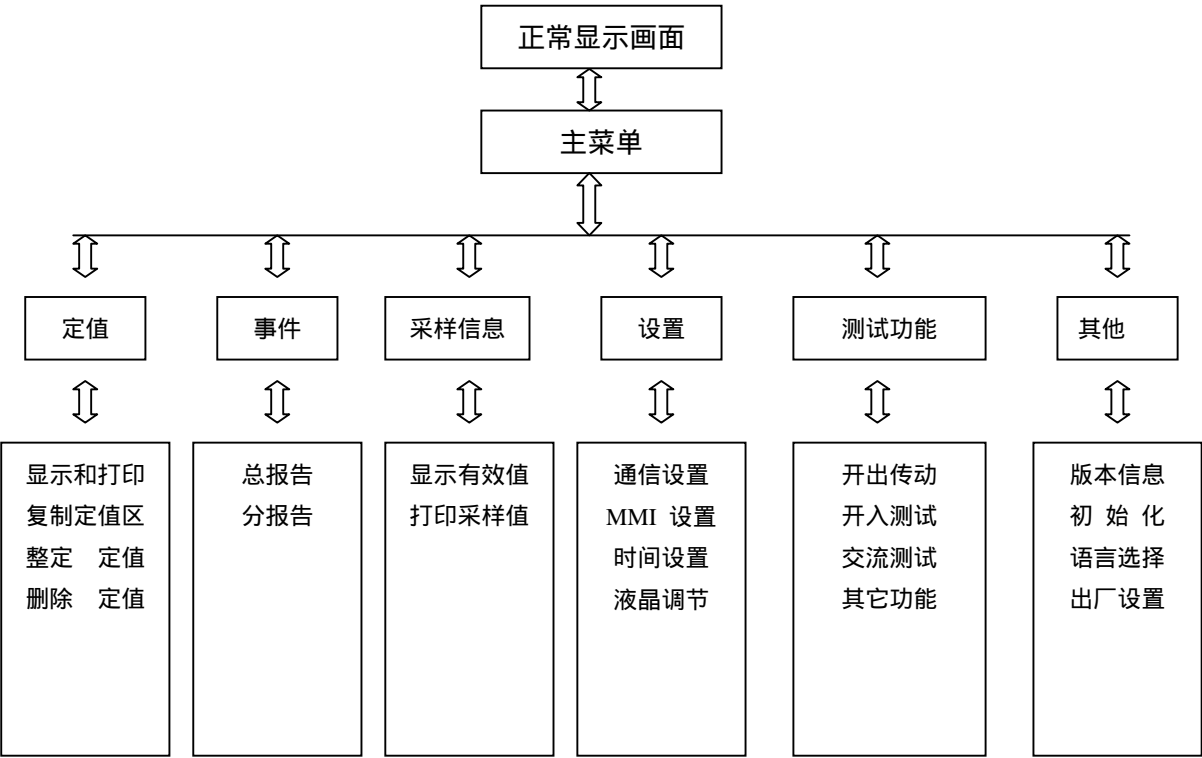 正常显示画面
主菜单
定值
事件
采样信息
设置
测试功能
其他
显示和打印
复制定值区
整定 定值
删除 定值
总报告
分报告
显示有效值
打印采样值
通信设置
MMI 设置
时间设置
液晶调节
开出传动
开入测试
交流测试
其它功能
版本信息
初 始 化
语言选择
出厂设置